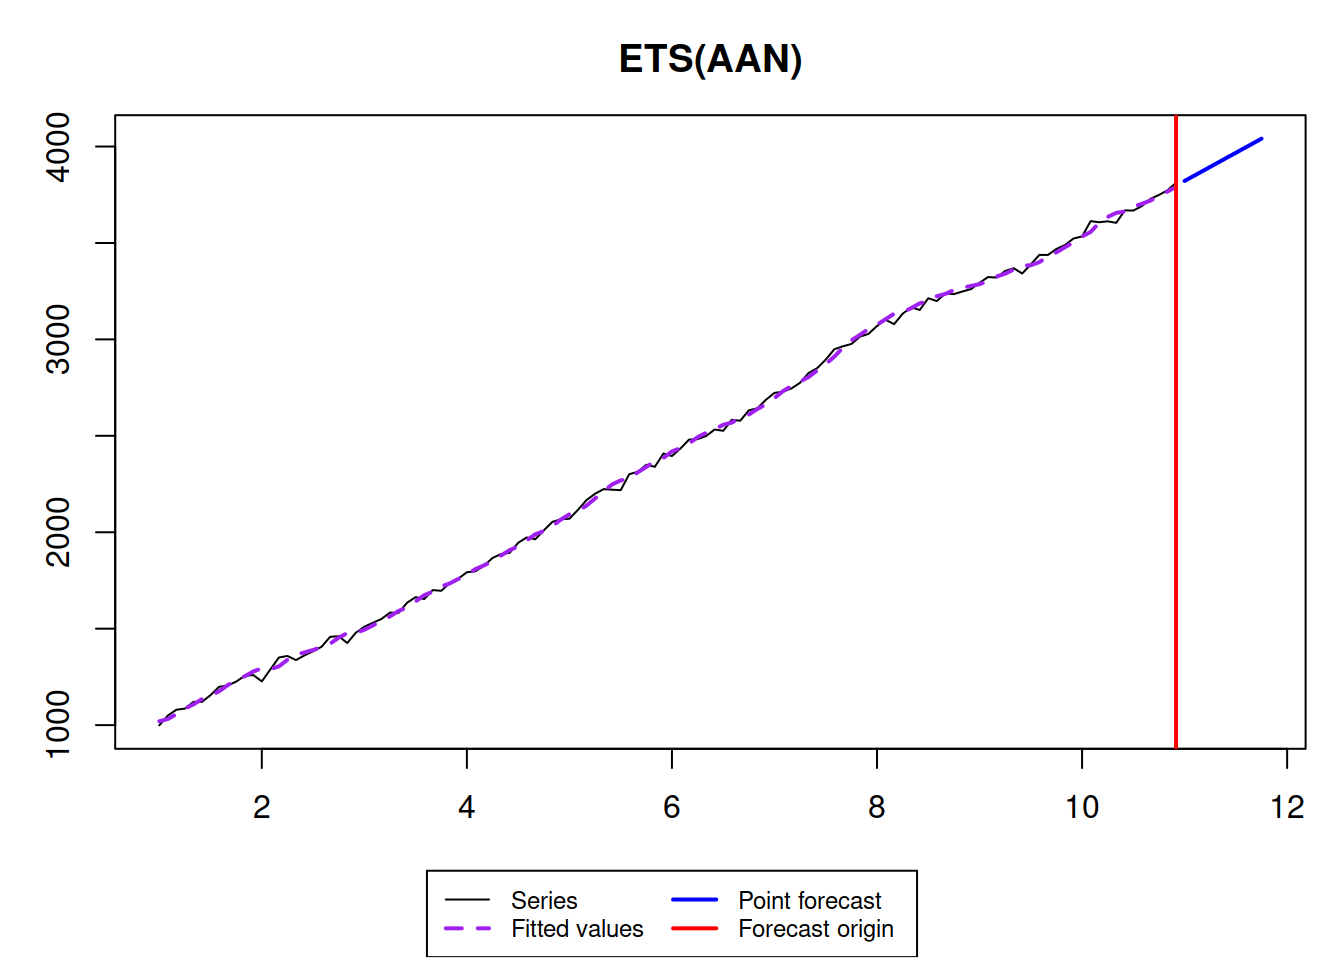 ETS(AAN)
4000
3000
2000
1000
2 4 6 8 10 12
Series Point forecast
Fitted values Forecast origin